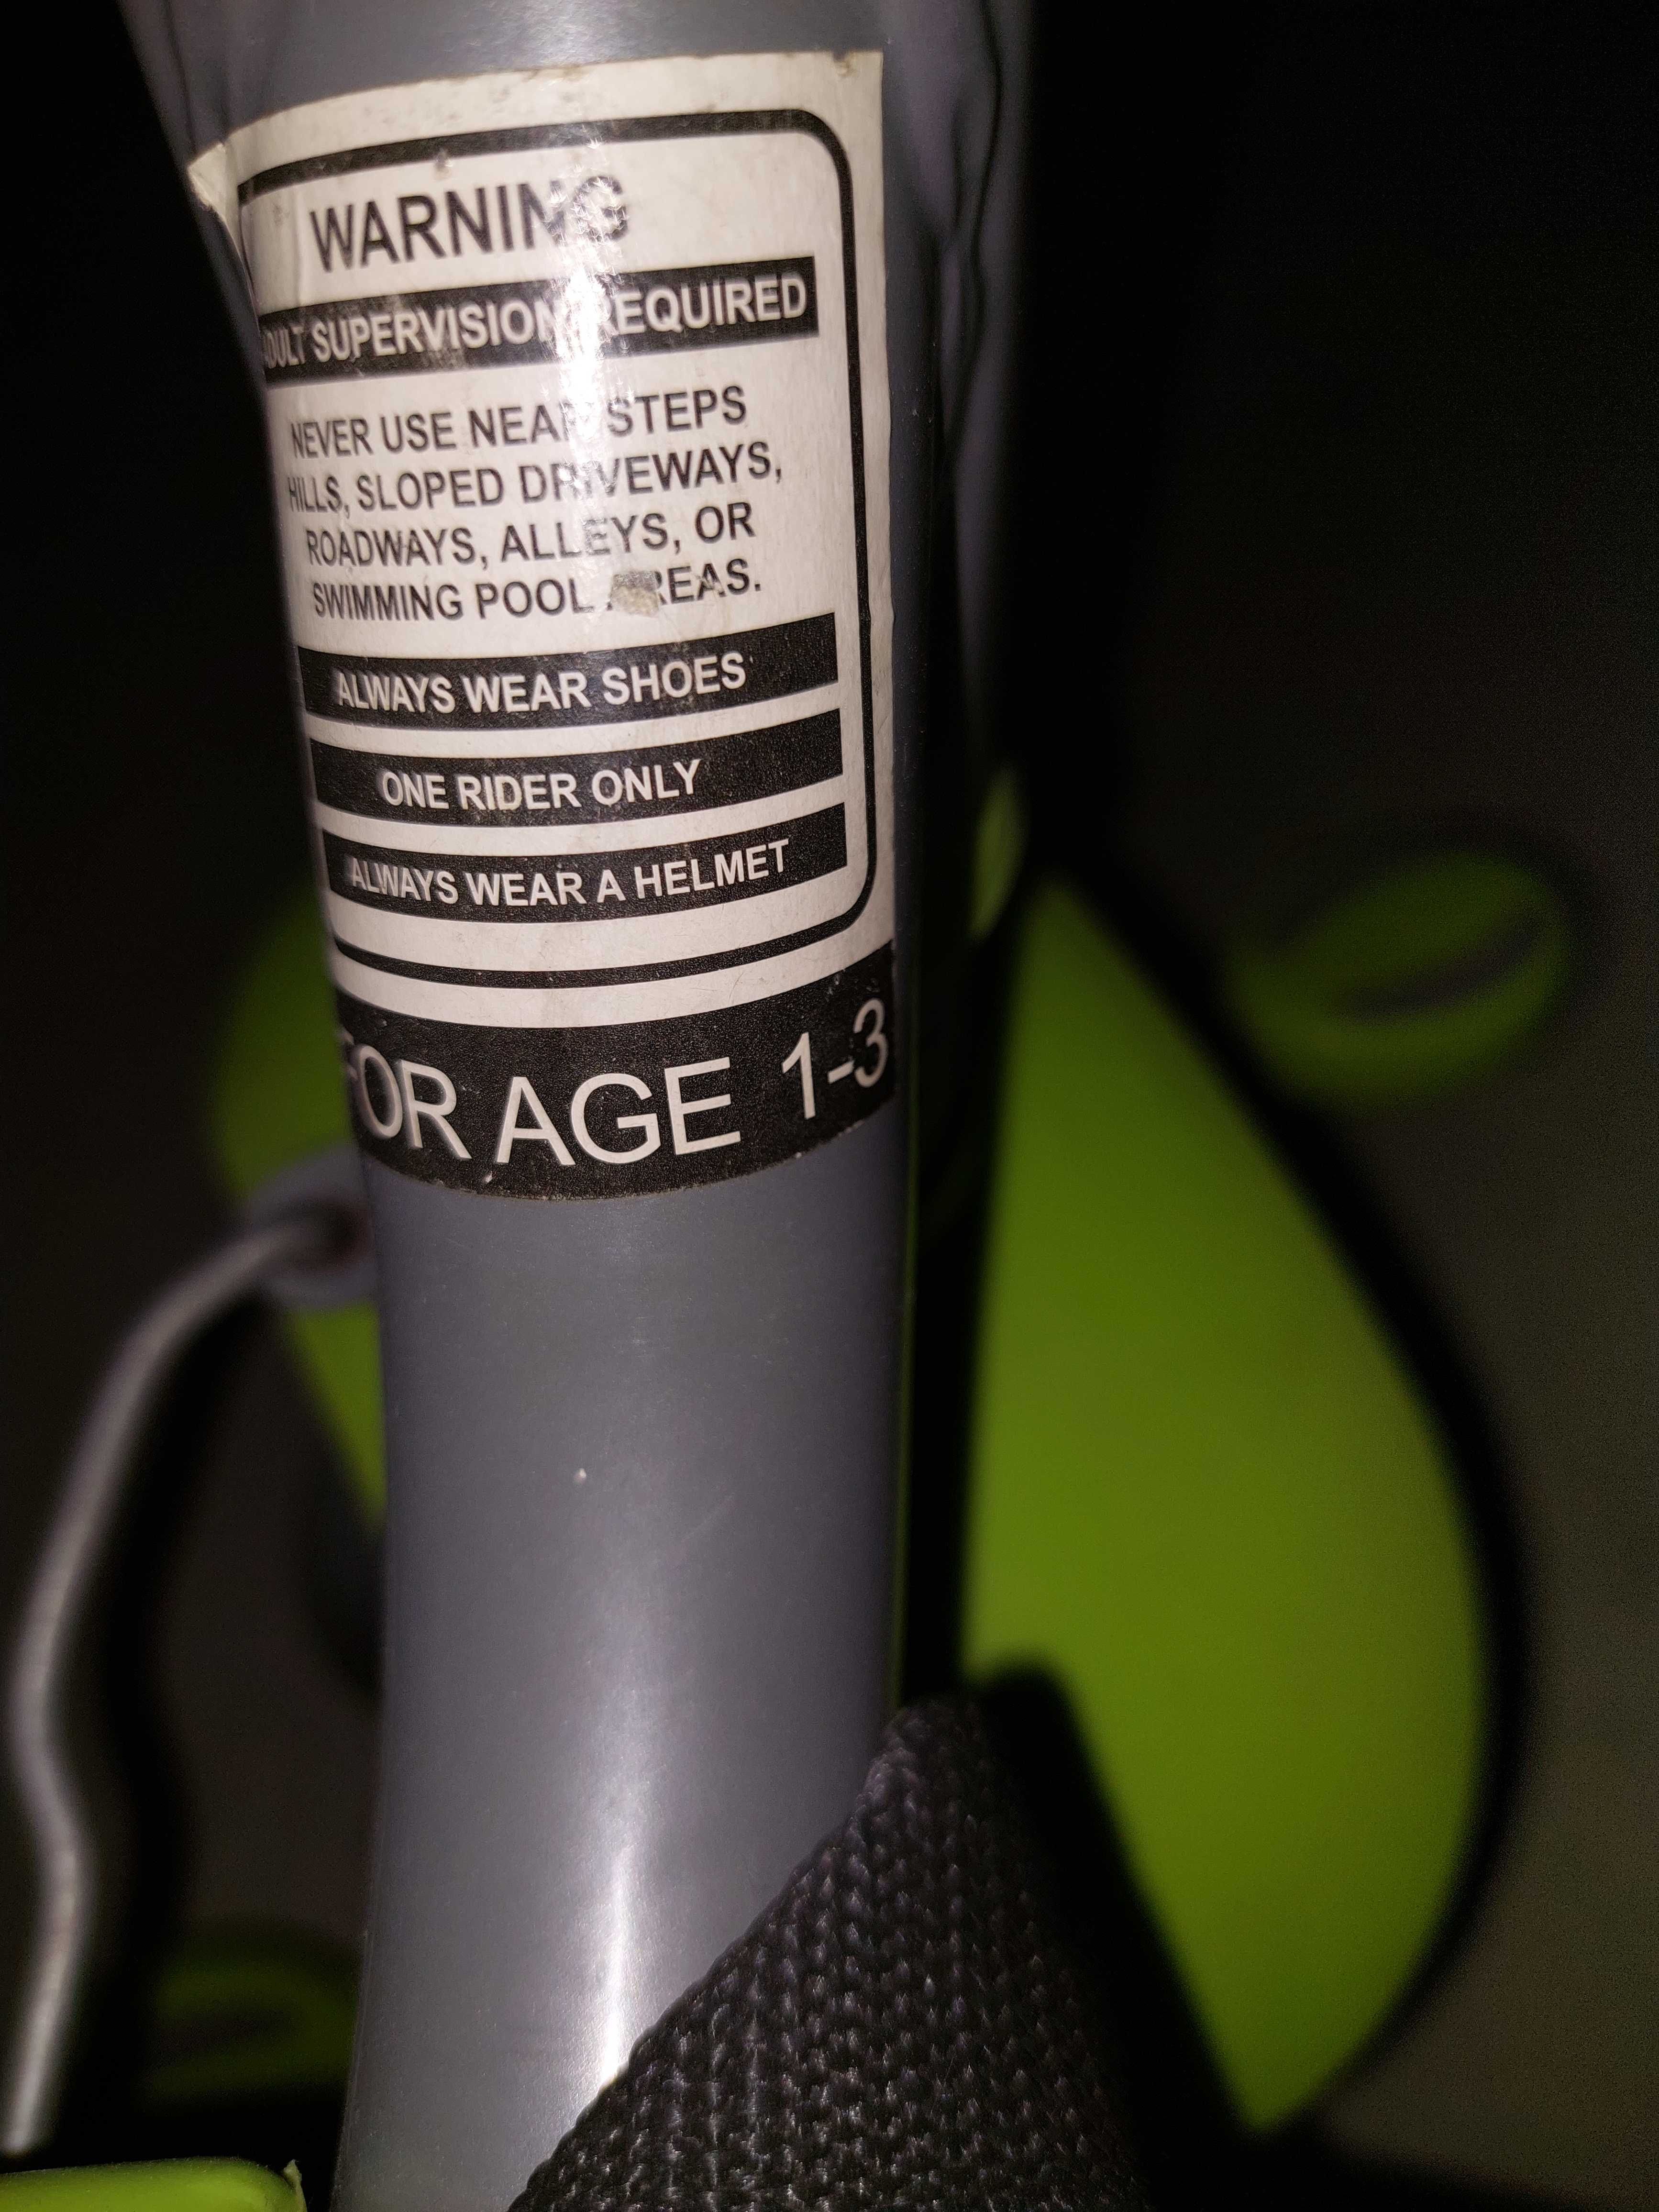 WARNING
ADULT SUPERVISION REQUIRED
NEVER USE NEAR STEPS
HILLS, SLOPED DRIVEWAYS,
ROADWAYS, ALLEYS, OR
SWIMMING POOL AREAS.
ALWAYS WEAR SHOES
ONE RIDER ONLY
ALWAYS WEAR A HELMET
FOR AGE 1-3